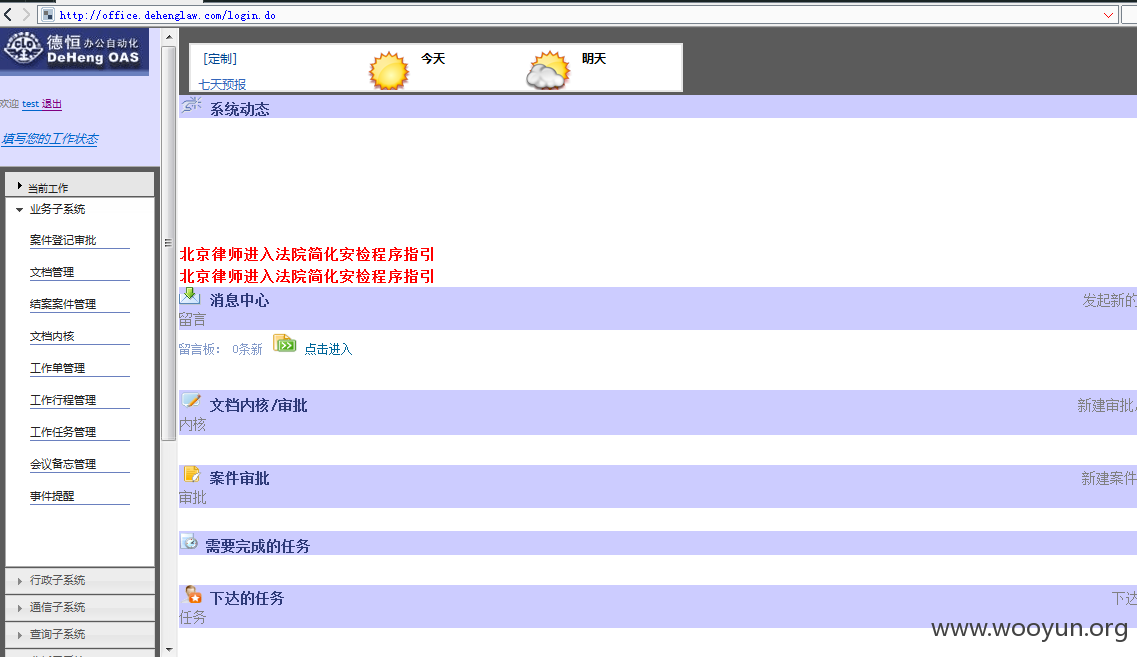 http://office.dehenglaw.com/login.do
德恒 办公自动化
DeHeng OAS
欢迎 test 退出
填写您的工作状态
当前工作
业务子系统
案件登记审批
文档管理
结案案件管理
文档内核
工作单管理
工作行程管理
工作任务管理
会议备忘管理
事件提醒
行政子系统
通信子系统
查询子系统
[定制]
七天预报
今天
明天
系统动态
北京律师进入法院简化安检程序指引
北京律师进入法院简化安检程序指引
消息中心 发起新的
留言
留言板: 0条新 点击进入
文档内核/审批 新建审批
内核
案件审批 新建案件
审批
需要完成的任务
下达的任务 下达
任务
www.wooyun.org